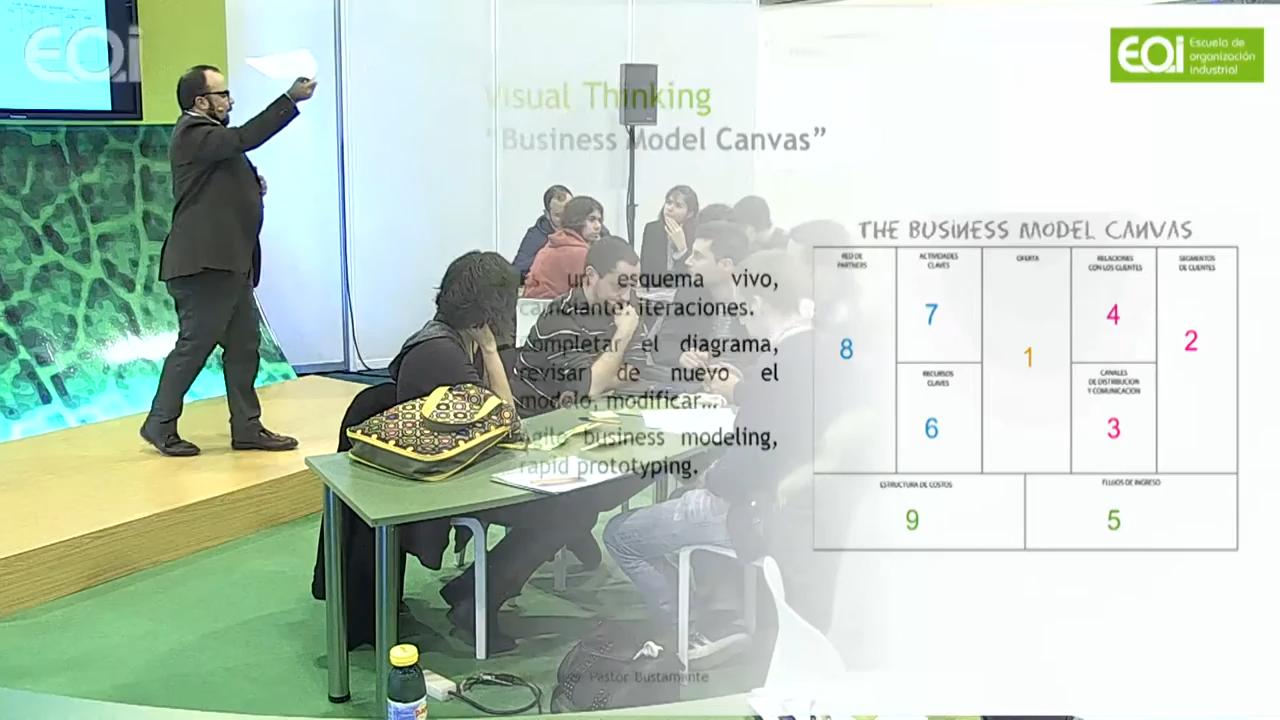 EOi
EOi Escuela de
organización
industrial
Visual Thinking
"Business Model Canvas"
un esquema vivo,
cambiante: iteraciones.
Completar el diagrama,
revisar de nuevo el
modelo, modificar...
Agile business modeling,
rapid prototyping.
THE BUSINESS MODEL CANVAS
RED DE
PARTNERS
8
ACTIVIDADES
CLAVES
7
RECURSOS
CLAVES
6
OFERTA
1
RELACIONES
CON LOS CLIENTES
4
CANALES
DE DISTRIBUCION
Y COMUNICACION
3
SEGMENTOS
DE CLIENTES
2
ESTRUCTURA DE COSTOS
9
FLUJOS DE INGRESO
5
Pastor Bustamante